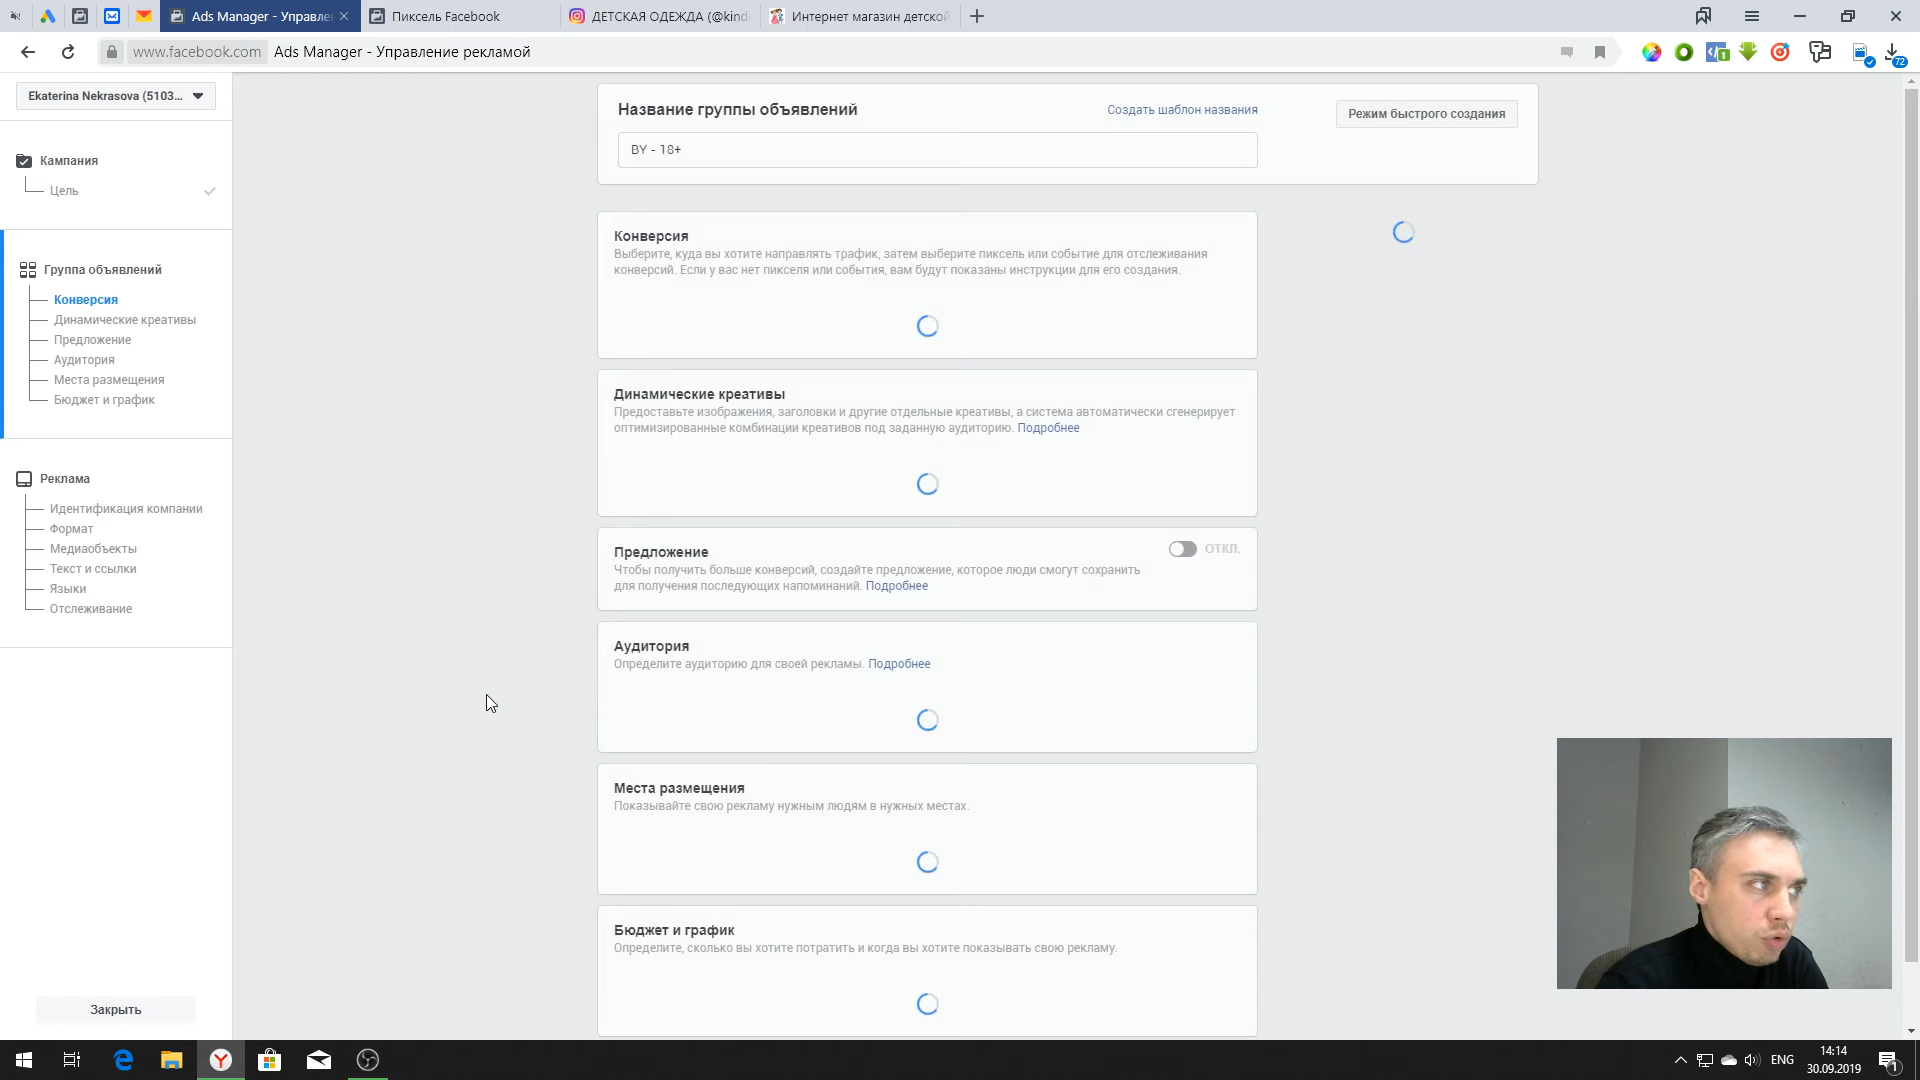 Ads Manager - Управле
Пиксель Facebook
ДЕТСКАЯ ОДЕЖДА (@kind
Интернет магазин детской
www.facebook.com
Ads Manager - Управление рекламой
1
72
Ekaterina Nekrasova (5103...
Кампания
Цель
Группа объявлений
Конверсия
Динамические креативы
Предложение
Аудитория
Места размещения
Бюджет и график
Реклама
Идентификация компании
Формат
Медиаобъекты
Текст и ссылки
Языки
Отслеживание
Закрыть
Название группы объявлений
Создать шаблон названия
Режим быстрого создания
BY - 18+
Конверсия
Выберите, куда вы хотите направлять трафик, затем выберите пиксель или событие для отслеживания
конверсий. Если у вас нет пикселя или события, вам будут показаны инструкции для его создания.
Динамические креативы
Предоставьте изображения, заголовки и другие отдельные креативы, а система автоматически сгенерирует
оптимизированные комбинации креативов под заданную аудиторию. Подробнее
Предложение
ОТКЛ.
Чтобы получить больше конверсий, создайте предложение, которое люди смогут сохранить
для получения последующих напоминаний. Подробнее
Аудитория
Определите аудиторию для своей рекламы. Подробнее
Места размещения
Показывайте свою рекламу нужным людям в нужных местах.
Бюджет и график
Определите, сколько вы хотите потратить и когда вы хотите показывать свою рекламу.
ENG
14:14
30.09.2019
1